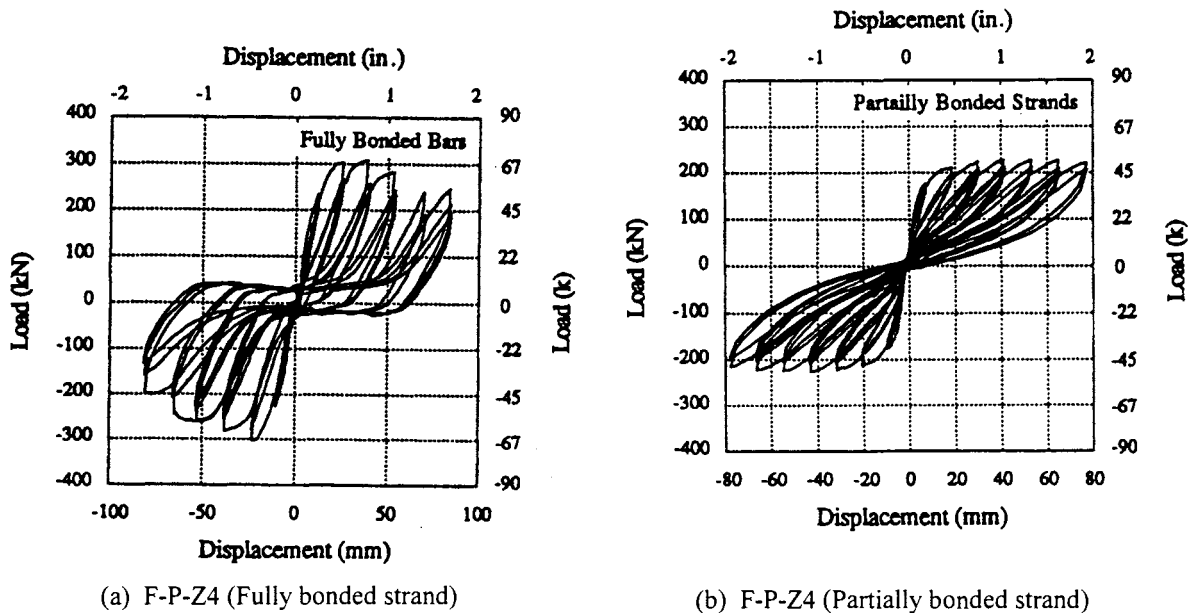 Displacement (in.)
-2 -1 0 1 2
400 90
Fully Bonded Bars
300 67
200 45
100 22
0 0
-100 -22
-200 -45
-300 -67
-400 -90
Load (kN)
Load (k)
-100 -50 0 50 100
Displacement (mm)
(a) F-P-Z4 (Fully bonded strand)
Displacement (in.)
-2 -1 0 1 2
400 90
Partailly Bonded Strands
300 67
200 45
100 22
0 0
-100 -22
-200 -45
-300 -67
-400 -90
Load (kN)
Load (k)
-80 -60 -40 -20 0 20 40 60 80
Displacement (mm)
(b) F-P-Z4 (Partially bonded strand)